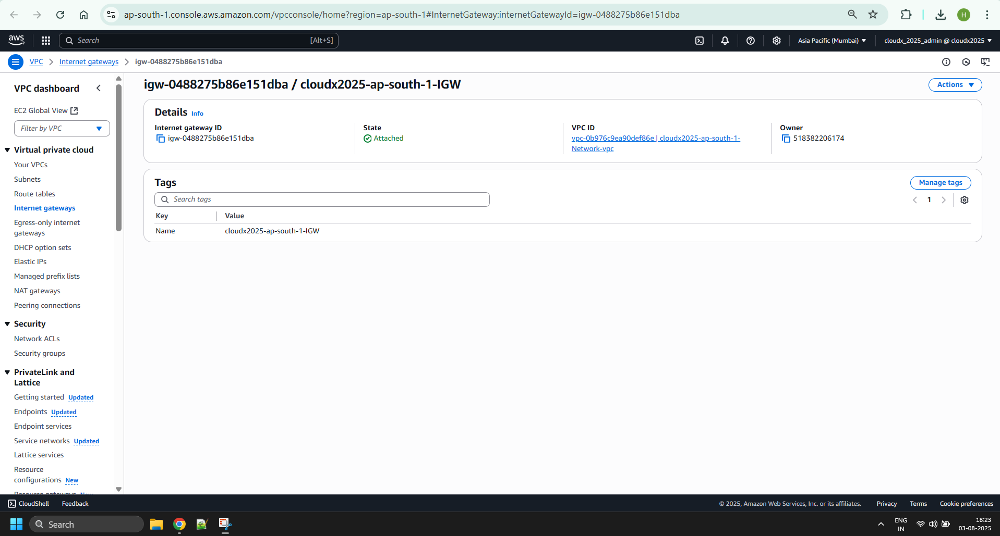 ap-south-1.console.aws.amazon.com/vpcconsole/home?region=ap-south-1#InternetGateway:internetGatewayId=igw-0488275b86e151dba
H
aws
Search
[Alt+S]
Asia Pacific (Mumbai)
cloudx_2025_admin @ cloudx2025
VPC
Internet gateways
igw-0488275b86e151dba
VPC dashboard
EC2 Global View
Filter by VPC
Virtual private cloud
Your VPCs
Subnets
Route tables
Internet gateways
Egress-only internet
gateways
DHCP option sets
Elastic IPs
Managed prefix lists
NAT gateways
Peering connections
Security
Network ACLs
Security groups
PrivateLink and
Lattice
Getting started Updated
Endpoints Updated
Endpoint services
Service networks Updated
Lattice services
Resource
configurations New
Resource gateways New
igw-0488275b86e151dba / cloudx2025-ap-south-1-IGW
Actions
Details Info
Internet gateway ID
igw-0488275b86e151dba
State
Attached
VPC ID
vpc-0b976c9ea90def86e | cloudx2025-ap-south-1-
Network-vpc
Owner
518382206174
Tags
Manage tags
Search tags
1
Key Value
Name cloudx2025-ap-south-1-IGW
CloudShell
Feedback
© 2025, Amazon Web Services, Inc. or its affiliates.
Privacy
Terms
Cookie preferences
Search
ENG
IN
18:23
03-08-2025